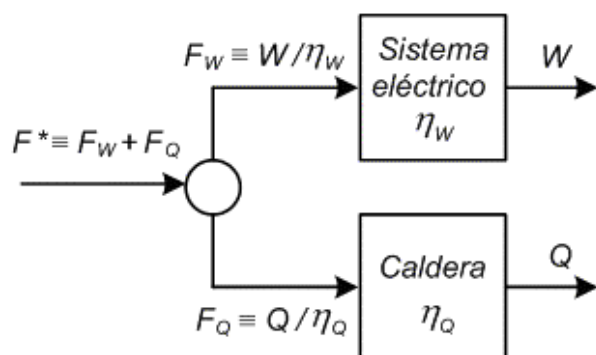 F_W ≡ W/η_W
Sistema
eléctrico
η_W
W
F* ≡ F_W + F_Q
F_Q ≡ Q/η_Q
Caldera
η_Q
Q